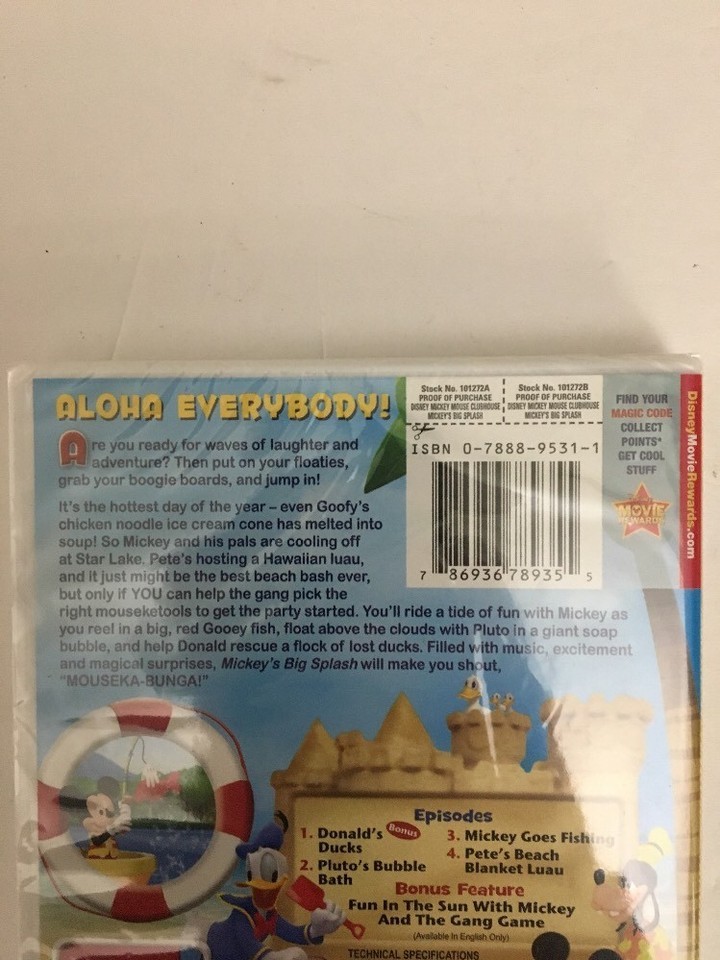 ALOHA EVERYBODY!
Are you ready for waves of laughter and
adventure? Then put on your floaties,
grab your boogie boards, and jump in!
It's the hottest day of the year – even Goofy's
chicken noodle ice cream cone has melted into
soup! So Mickey and his pals are cooling off
at Star Lake. Pete's hosting a Hawaiian luau,
and it just might be the best beach bash ever,
but only if YOU can help the gang pick the
right mouseketools to get the party started. You'll ride a tide of fun with Mickey as
you reel in a big, red Gooey fish, float above the clouds with Pluto in a giant soap
bubble, and help Donald rescue a flock of lost ducks. Filled with music, excitement
and magical surprises, Mickey's Big Splash will make you shout,
"MOUSEKA-BUNGA!"
Stock No. 101272A
PROOF OF PURCHASE
DISNEY MICKEY MOUSE CLUBHOUSE
MICKEY'S BIG SPLASH
Stock No. 101272B
PROOF OF PURCHASE
DISNEY MICKEY MOUSE CLUBHOUSE
MICKEY'S BIG SPLASH
ISBN 0-7888-9531-1
7 86936 78935 5
FIND YOUR
MAGIC CODE
COLLECT
POINTS*
GET COOL
STUFF
MOVIE
REWARDS
DisneyMovieRewards.com
Episodes
1. Donald's Bonus
Ducks
2. Pluto's Bubble
Bath
3. Mickey Goes Fishing
4. Pete's Beach
Blanket Luau
Bonus Feature
Fun In The Sun With Mickey
And The Gang Game
(Available In English Only)
TECHNICAL SPECIFICATIONS